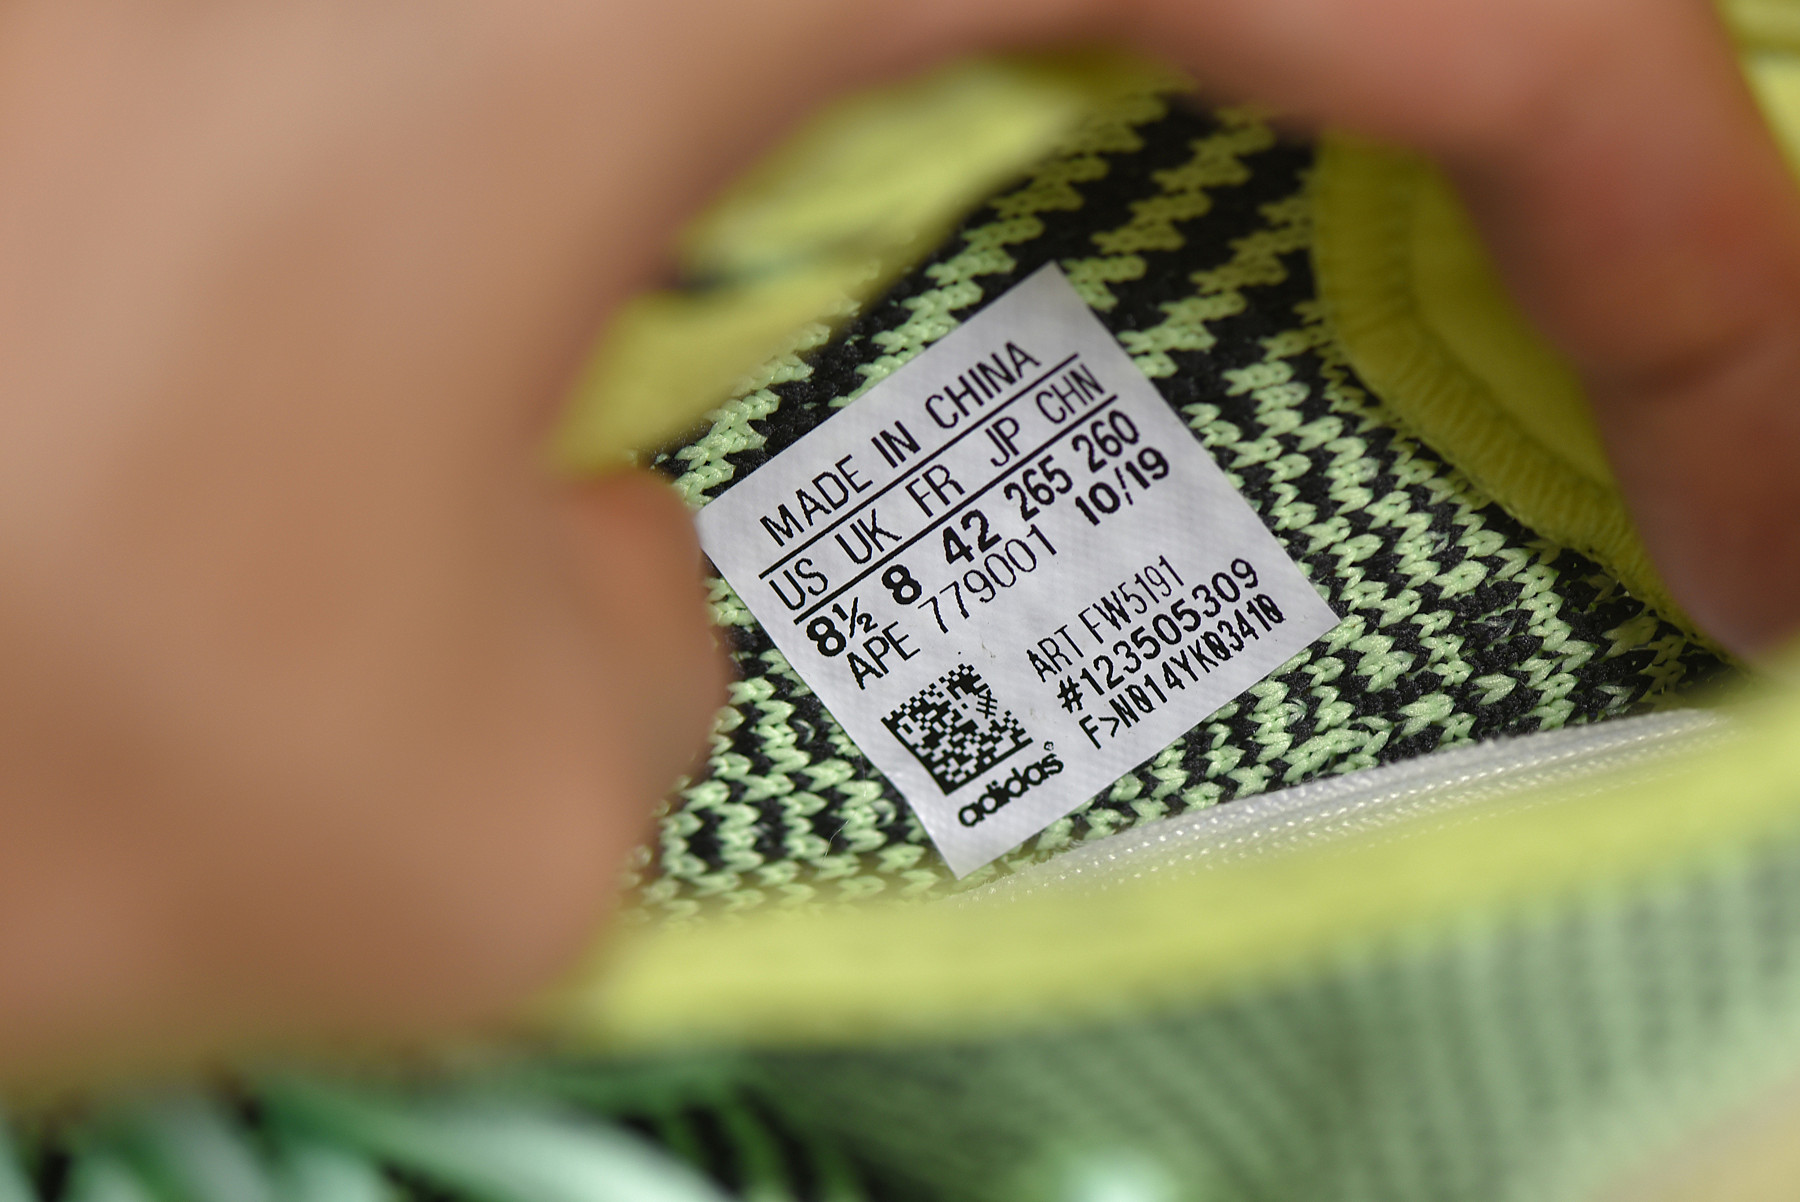 MADE IN CHINA
US UK FR JP CHN
8½ 8 42 265 260
APE 779001 10/19
ART FW5191
#123505309
F>N014YK03410
adidas®